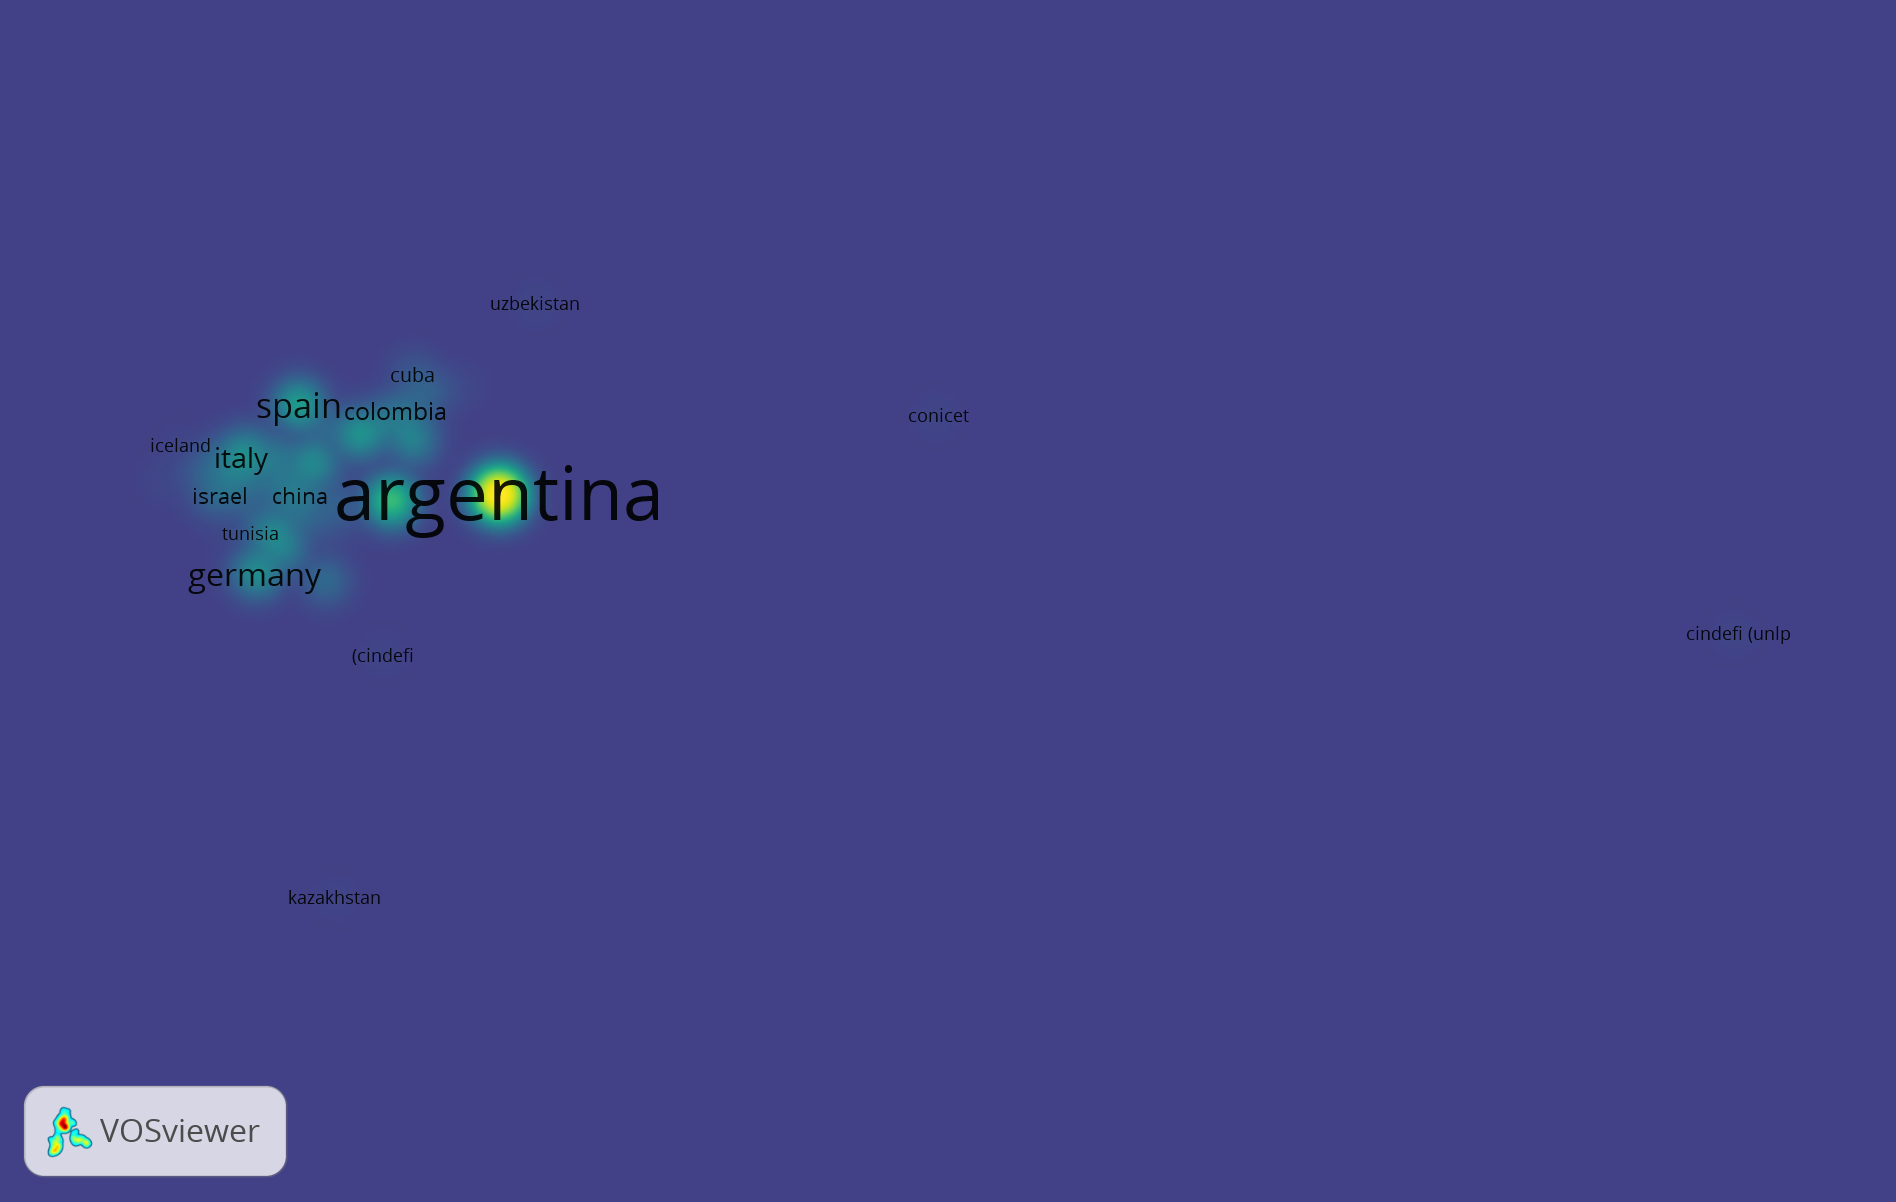 uzbekistan
cuba
spain
colombia
conicet
iceland
italy
israel
china
argentina
tunisia
germany
cindefi (unlp
(cindefi
kazakhstan
VOSviewer